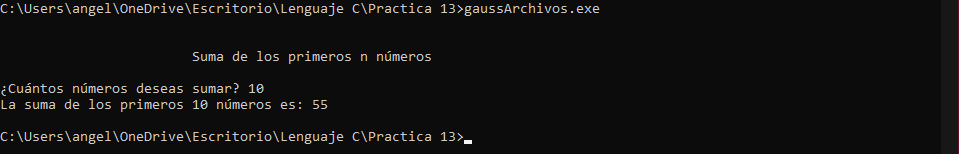 C:\Users\angel\OneDrive\Escritorio\Lenguaje C\Practica 13>gaussArchivos.exe
Suma de los primeros n números
¿Cuántos números deseas sumar? 10
La suma de los primeros 10 números es: 55
C:\Users\angel\OneDrive\Escritorio\Lenguaje C\Practica 13>